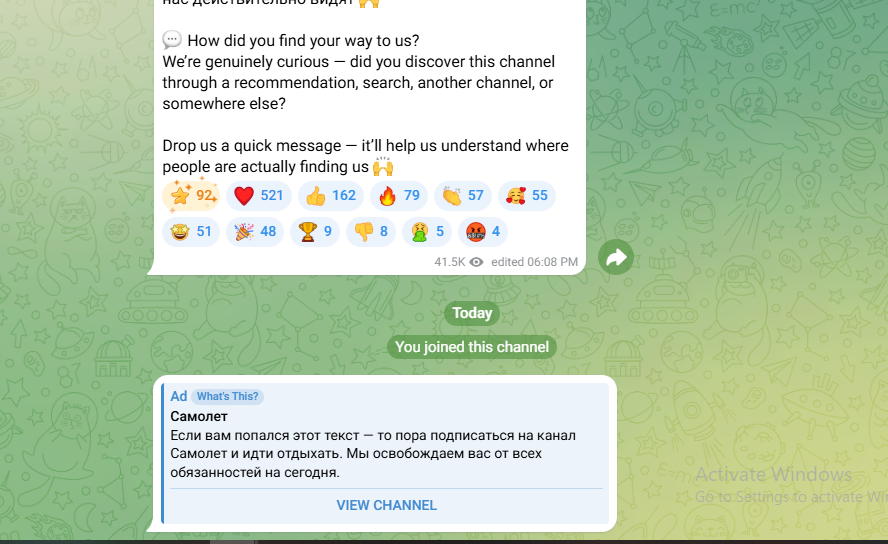 нас действительно видят 🙌
💬 How did you find your way to us?
We’re genuinely curious — did you discover this channel
through a recommendation, search, another channel, or
somewhere else?
Drop us a quick message — it’ll help us understand where
people are actually finding us 🙌
⭐ 92 ❤️ 521 👍 162 🔥 79 👏 57 🥰 55
🤩 51 🎉 48 🏆 9 👎 8 🤮 5 🤬 4
41.5K edited 06:08 PM
Today
You joined this channel
Ad What's This?
Самолет
Если вам попался этот текст — то пора подписаться на канал
Самолет и идти отдыхать. Мы освобождаем вас от всех
обязанностей на сегодня.
VIEW CHANNEL
Activate Windows
Go to Settings to activate
E=mc²